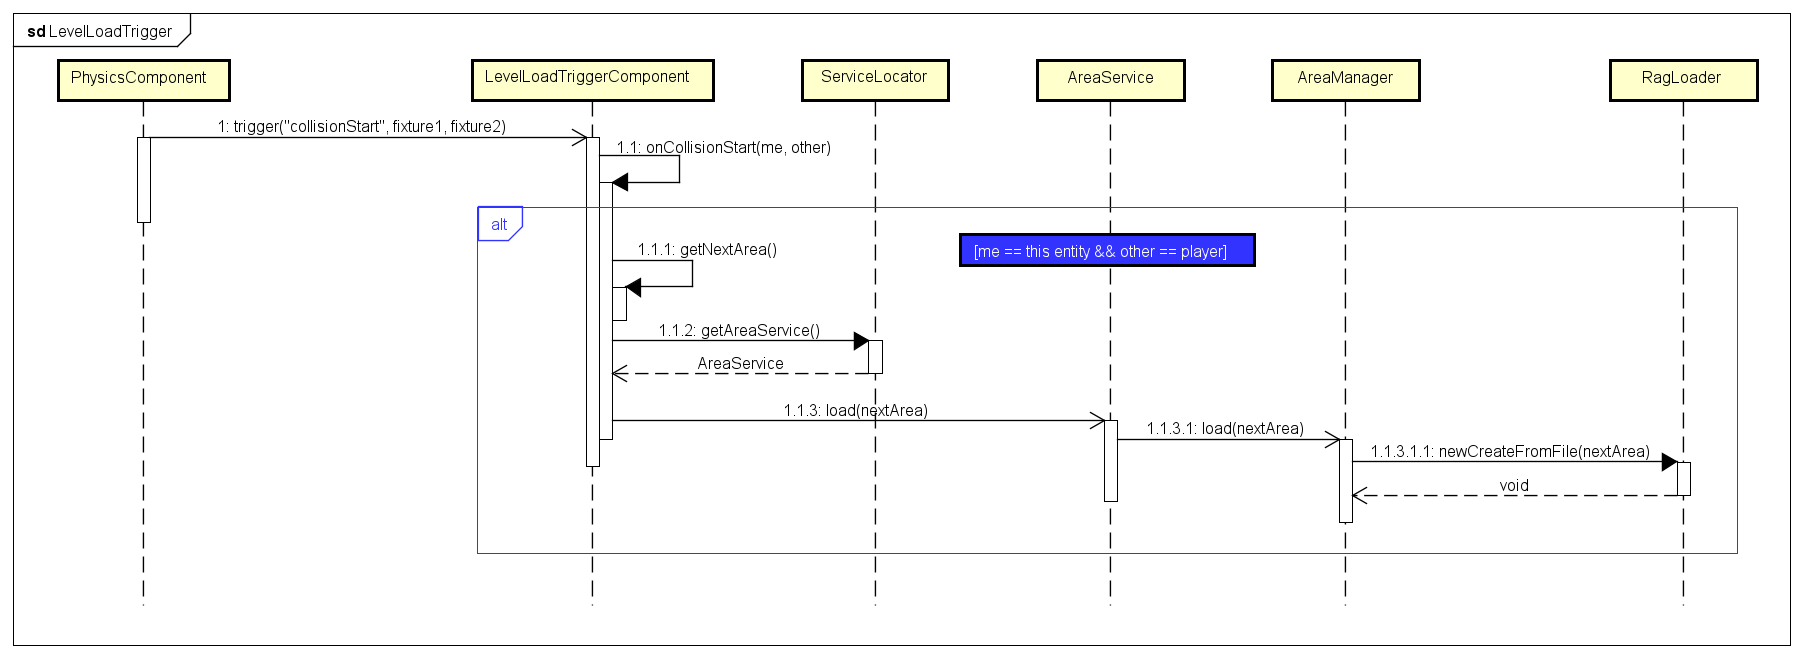 sd LevelLoadTrigger
PhysicsComponent
LevelLoadTriggerComponent
ServiceLocator
AreaService
AreaManager
RagLoader
1: trigger("collisionStart", fixture1, fixture2)
1.1: onCollisionStart(me, other)
alt
[me == this entity && other == player]
1.1.1: getNextArea()
1.1.2: getAreaService()
AreaService
1.1.3: load(nextArea)
1.1.3.1: load(nextArea)
1.1.3.1.1: newCreateFromFile(nextArea)
void